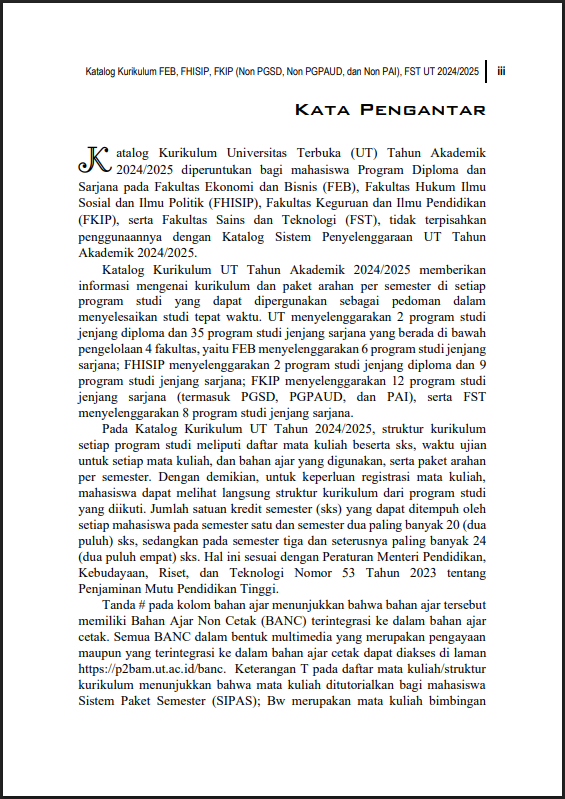 Katalog Kurikulum FEB, FHISIP, FKIP (Non PGSD, Non PGPAUD, dan Non PAI), FST UT 2024/2025 iii
KATA PENGANTAR
Katalog Kurikulum Universitas Terbuka (UT) Tahun Akademik
2024/2025 diperuntukan bagi mahasiswa Program Diploma dan
Sarjana pada Fakultas Ekonomi dan Bisnis (FEB), Fakultas Hukum Ilmu
Sosial dan Ilmu Politik (FHISIP), Fakultas Keguruan dan Ilmu Pendidikan
(FKIP), serta Fakultas Sains dan Teknologi (FST), tidak terpisahkan
penggunaannya dengan Katalog Sistem Penyelenggaraan UT Tahun
Akademik 2024/2025.
Katalog Kurikulum UT Tahun Akademik 2024/2025 memberikan
informasi mengenai kurikulum dan paket arahan per semester di setiap
program studi yang dapat dipergunakan sebagai pedoman dalam
menyelesaikan studi tepat waktu. UT menyelenggarakan 2 program studi
jenjang diploma dan 35 program studi jenjang sarjana yang berada di bawah
pengelolaan 4 fakultas, yaitu FEB menyelenggarakan 6 program studi jenjang
sarjana; FHISIP menyelenggarakan 2 program studi jenjang diploma dan 9
program studi jenjang sarjana; FKIP menyelenggarakan 12 program studi
jenjang sarjana (termasuk PGSD, PGPAUD, dan PAI), serta FST
menyelenggarakan 8 program studi jenjang sarjana.
Pada Katalog Kurikulum UT Tahun 2024/2025, struktur kurikulum
setiap program studi meliputi daftar mata kuliah beserta sks, waktu ujian
untuk setiap mata kuliah, dan bahan ajar yang digunakan, serta paket arahan
per semester. Dengan demikian, untuk keperluan registrasi mata kuliah,
mahasiswa dapat melihat langsung struktur kurikulum dari program studi
yang diikuti. Jumlah satuan kredit semester (sks) yang dapat ditempuh oleh
setiap mahasiswa pada semester satu dan semester dua paling banyak 20 (dua
puluh) sks, sedangkan pada semester tiga dan seterusnya paling banyak 24
(dua puluh empat) sks. Hal ini sesuai dengan Peraturan Menteri Pendidikan,
Kebudayaan, Riset, dan Teknologi Nomor 53 Tahun 2023 tentang
Penjaminan Mutu Pendidikan Tinggi.
Tanda # pada kolom bahan ajar menunjukkan bahwa bahan ajar tersebut
memiliki Bahan Ajar Non Cetak (BANC) terintegrasi ke dalam bahan ajar
cetak. Semua BANC dalam bentuk multimedia yang merupakan pengayaan
maupun yang terintegrasi ke dalam bahan ajar cetak dapat diakses di laman
https://p2bam.ut.ac.id/banc. Keterangan T pada daftar mata kuliah/struktur
kurikulum menunjukkan bahwa mata kuliah ditutorialkan bagi mahasiswa
Sistem Paket Semester (SIPAS); Bw merupakan mata kuliah bimbingan